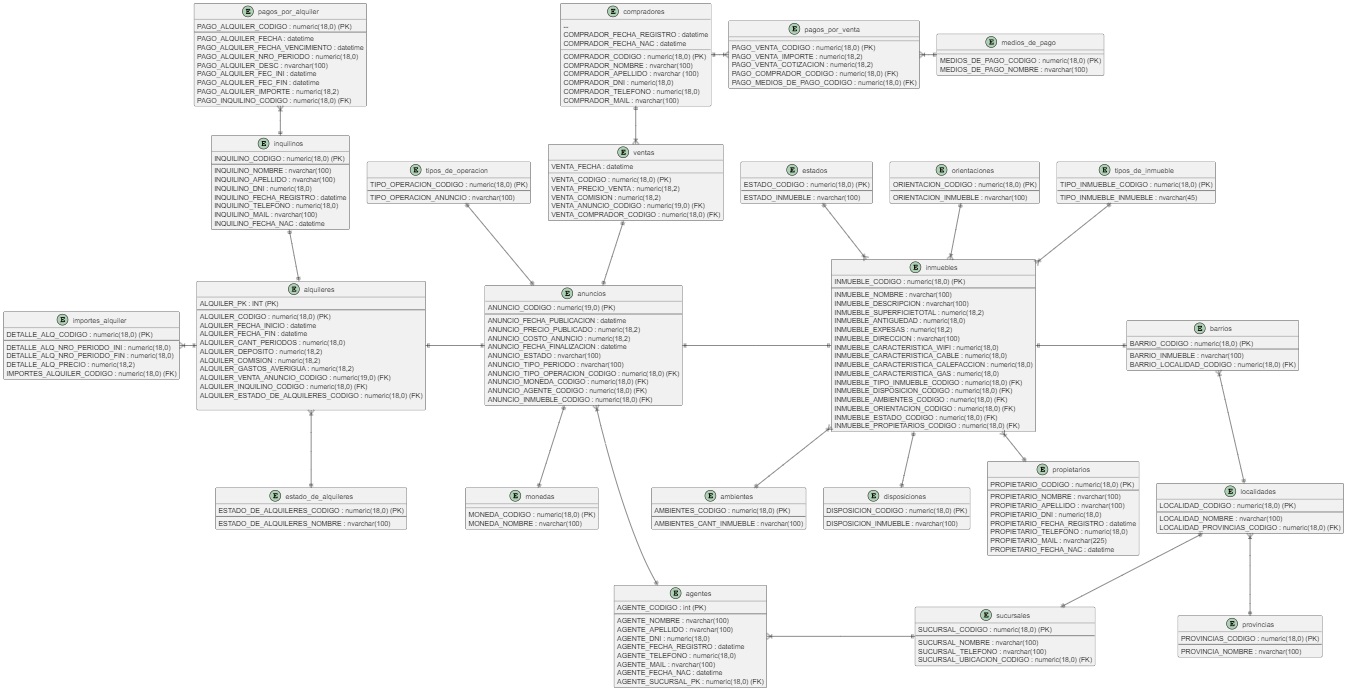 E pagos_por_alquiler
PAGO_ALQUILER_CODIGO : numeric(18,0) (PK)
PAGO_ALQUILER_FECHA : datetime
PAGO_ALQUILER_FECHA_VENCIMIENTO : datetime
PAGO_ALQUILER_NRO_PERIODO : numeric(18,0)
PAGO_ALQUILER_DESC : nvarchar(100)
PAGO_ALQUILER_FEC_INI : datetime
PAGO_ALQUILER_FEC_FIN : datetime
PAGO_ALQUILER_IMPORTE : numeric(18,2)
PAGO_INQUILINO_CODIGO : numeric(18,0) (FK)
E compradores
--
COMPRADOR_FECHA_REGISTRO : datetime
COMPRADOR_FECHA_NAC : datetime
COMPRADOR_CODIGO : numeric(18,0) (PK)
COMPRADOR_NOMBRE : nvarchar(100)
COMPRADOR_APELLIDO : nvarchar (100)
COMPRADOR_DNI : numeric(18,0)
COMPRADOR_TELEFONO : numeric(18,0)
COMPRADOR_MAIL : nvarchar(100)
E pagos_por_venta
PAGO_VENTA_CODIGO : numeric(18,0) (PK)
PAGO_VENTA_IMPORTE : numeric(18,2)
PAGO_VENTA_COTIZACION : numeric(18,2)
PAGO_COMPRADOR_CODIGO : numeric(18,0) (FK)
PAGO_MEDIOS_DE_PAGO_CODIGO : numeric(18,0) (FK)
E medios_de_pago
MEDIOS_DE_PAGO_CODIGO : numeric(18,0) (PK)
MEDIOS_DE_PAGO_NOMBRE : nvarchar(100)
E inquilinos
INQUILINO_CODIGO : numeric(18,0) (PK)
INQUILINO_NOMBRE : nvarchar(100)
INQUILINO_APELLIDO : nvarchar(100)
INQUILINO_DNI : numeric(18,0)
INQUILINO_FECHA_REGISTRO : datetime
INQUILINO_TELEFONO : numeric(18,0)
INQUILINO_MAIL : nvarchar(100)
INQUILINO_FECHA_NAC : datetime
E tipos_de_operacion
TIPO_OPERACION_CODIGO : numeric(18,0) (PK)
TIPO_OPERACION_ANUNCIO : nvarchar(100)
E ventas
VENTA_FECHA : datetime
VENTA_CODIGO : numeric(18,0) (PK)
VENTA_PRECIO_VENTA : numeric(18,2)
VENTA_COMISION : numeric(18,2)
VENTA_ANUNCIO_CODIGO : numeric(19,0) (FK)
VENTA_COMPRADOR_CODIGO : numeric(18,0) (FK)
E estados
ESTADO_CODIGO : numeric(18,0) (PK)
ESTADO_INMUEBLE : nvarchar(100)
E orientaciones
ORIENTACION_CODIGO : numeric(18,0) (PK)
ORIENTACION_INMUEBLE : nvarchar(100)
E tipos_de_inmueble
TIPO_INMUEBLE_CODIGO : numeric(18,0) (PK)
TIPO_INMUEBLE_INMUEBLE : nvarchar(45)
E importes_alquiler
DETALLE_ALQ_CODIGO : numeric(18,0) (PK)
DETALLE_ALQ_NRO_PERIODO_INI : numeric(18,0)
DETALLE_ALQ_NRO_PERIODO_FIN : numeric(18,0)
DETALLE_ALQ_PRECIO : numeric(18,2)
IMPORTES_ALQUILER_CODIGO : numeric(18,0) (FK)
E alquileres
ALQUILER_PK : INT (PK)
ALQUILER_CODIGO : numeric(18,0) (PK)
ALQUILER_FECHA_INICIO : datetime
ALQUILER_FECHA_FIN : datetime
ALQUILER_CANT_PERIODOS : numeric(18,0)
ALQUILER_DEPOSITO : numeric(18,2)
ALQUILER_COMISION : numeric(18,2)
ALQUILER_GASTOS_AVERIGUA : numeric(18,2)
ALQUILER_VENTA_ANUNCIO_CODIGO : numeric(19,0) (FK)
ALQUILER_INQUILINO_CODIGO : numeric(18,0) (FK)
ALQUILER_ESTADO_DE_ALQUILERES_CODIGO : numeric(18,0) (FK)
E anuncios
ANUNCIO_CODIGO : numeric(19,0) (PK)
ANUNCIO_FECHA_PUBLICACION : datetime
ANUNCIO_PRECIO_PUBLICADO : numeric(18,2)
ANUNCIO_COSTO_ANUNCIO : numeric(18,2)
ANUNCIO_FECHA_FINALIZACION : datetime
ANUNCIO_ESTADO : nvarchar(100)
ANUNCIO_TIPO_PERIODO : nvarchar(100)
ANUNCIO_TIPO_OPERACION_CODIGO : numeric(18,0) (FK)
ANUNCIO_MONEDA_CODIGO : numeric(18,0) (FK)
ANUNCIO_AGENTE_CODIGO : numeric(18,0) (FK)
ANUNCIO_INMUEBLE_CODIGO : numeric(18,0) (FK)
E inmuebles
INMUEBLE_CODIGO : numeric(18,0) (PK)
INMUEBLE_NOMBRE : nvarchar(100)
INMUEBLE_DESCRIPCION : nvarchar(100)
INMUEBLE_SUPERFICIETOTAL : numeric(18,2)
INMUEBLE_ANTIGUEDAD : numeric(18,0)
INMUEBLE_EXPESAS : numeric(18,2)
INMUEBLE_DIRECCION : nvarchar(100)
INMUEBLE_CARACTERISTICA_WIFI : numeric(18,0)
INMUEBLE_CARACTERISTICA_CABLE : numeric(18,0)
INMUEBLE_CARACTERISTICA_CALEFACCION : numeric(18,0)
INMUEBLE_CARACTERISTICA_GAS : numeric(18,0)
INMUEBLE_TIPO_INMUEBLE_CODIGO : numeric(18,0) (FK)
INMUEBLE_DISPOSICION_CODIGO : numeric(18,0) (FK)
INMUEBLE_AMBIENTES_CODIGO : numeric(18,0) (FK)
INMUEBLE_ORIENTACION_CODIGO : numeric(18,0) (FK)
INMUEBLE_ESTADO_CODIGO : numeric(18,0) (FK)
INMUEBLE_PROPIETARIOS_CODIGO : numeric(18,0) (FK)
E barrios
BARRIO_CODIGO : numeric(18,0) (PK)
BARRIO_INMUEBLE : nvarchar(100)
BARRIO_LOCALIDAD_CODIGO : numeric(18,0) (FK)
E estado_de_alquileres
ESTADO_DE_ALQUILERES_CODIGO : numeric(18,0) (PK)
ESTADO_DE_ALQUILERES_NOMBRE : nvarchar(100)
E monedas
MONEDA_CODIGO : numeric(18,0) (PK)
MONEDA_NOMBRE : nvarchar(100)
E ambientes
AMBIENTES_CODIGO : numeric(18,0) (PK)
AMBIENTES_CANT_INMUEBLE : nvarchar(100)
E disposiciones
DISPOSICION_CODIGO : numeric(18,0) (PK)
DISPOSICION_INMUEBLE : nvarchar(100)
E propietarios
PROPIETARIO_CODIGO : numeric(18,0) (PK)
PROPIETARIO_NOMBRE : nvarchar(100)
PROPIETARIO_APELLIDO : nvarchar(100)
PROPIETARIO_DNI : numeric(18,0)
PROPIETARIO_FECHA_REGISTRO : datetime
PROPIETARIO_TELEFONO : numeric(18,0)
PROPIETARIO_MAIL : nvarchar(225)
PROPIETARIO_FECHA_NAC : datetime
E localidades
LOCALIDAD_CODIGO : numeric(18,0) (PK)
LOCALIDAD_NOMBRE : nvarchar(100)
LOCALIDAD_PROVINCIAS_CODIGO : numeric(18,0) (FK)
E agentes
AGENTE_CODIGO : int (PK)
AGENTE_NOMBRE : nvarchar(100)
AGENTE_APELLIDO : nvarchar(100)
AGENTE_DNI : numeric(18,0)
AGENTE_FECHA_REGISTRO : datetime
AGENTE_TELEFONO : numeric(18,0)
AGENTE_MAIL : nvarchar(100)
AGENTE_FECHA_NAC : datetime
AGENTE_SUCURSAL_PK : numeric(18,0) (FK)
E sucursales
SUCURSAL_CODIGO : numeric(18,0) (PK)
SUCURSAL_NOMBRE : nvarchar(100)
SUCURSAL_TELEFONO : nvarchar(100)
SUCURSAL_UBICACION_CODIGO : numeric(18,0) (FK)
E provincias
PROVINCIAS_CODIGO : numeric(18,0) (PK)
PROVINCIA_NOMBRE : nvarchar(100)